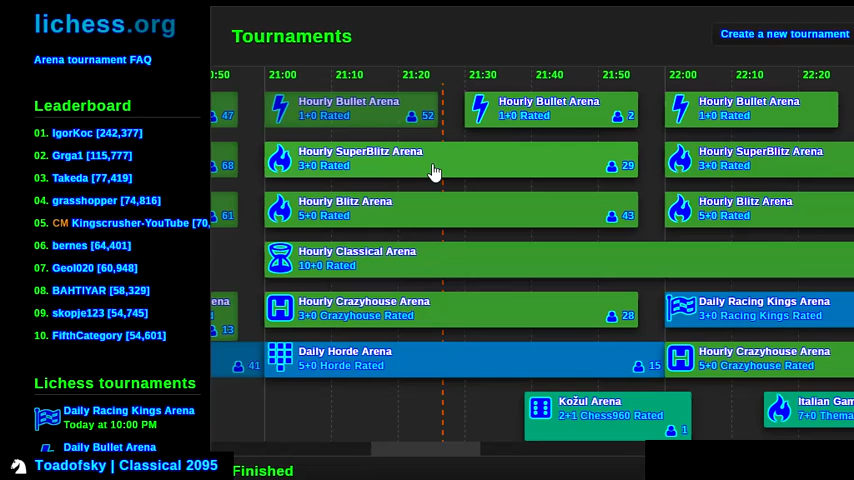 lichess.org
Arena tournament FAQ
Leaderboard
01. IgorKoc [242,377]
02. Grga1 [115,777]
03. Takeda [77,419]
04. grasshopper [74,816]
05. CM Kingscrusher-YouTube [70,
06. bernes [64,401]
07. Geol020 [60,948]
08. BAHTIYAR [58,329]
09. skopje123 [54,745]
10. FifthCategory [54,601]
Lichess tournaments
Daily Racing Kings Arena
Today at 10:00 PM
Daily Bullet Arena
Toadofsky | Classical 2095
Tournaments
Create a new tournament
0:50 21:00 21:10 21:20 21:30 21:40 21:50 22:00 22:10 22:20
47
Hourly Bullet Arena
1+0 Rated 52
Hourly Bullet Arena
1+0 Rated 2
Hourly Bullet Arena
1+0 Rated
68
Hourly SuperBlitz Arena
3+0 Rated 29
Hourly SuperBlitz Arena
3+0 Rated
61
Hourly Blitz Arena
5+0 Rated 43
Hourly Blitz Arena
5+0 Rated
Hourly Classical Arena
10+0 Rated
ena
d
13
Hourly Crazyhouse Arena
3+0 Crazyhouse Rated 28
Daily Racing Kings Arena
3+0 Racing Kings Rated
41
Daily Horde Arena
5+0 Horde Rated 15
Hourly Crazyhouse Arena
5+0 Crazyhouse Rated
Kožul Arena
2+1 Chess960 Rated
1
Italian Gam
7+0 Thema
Finished